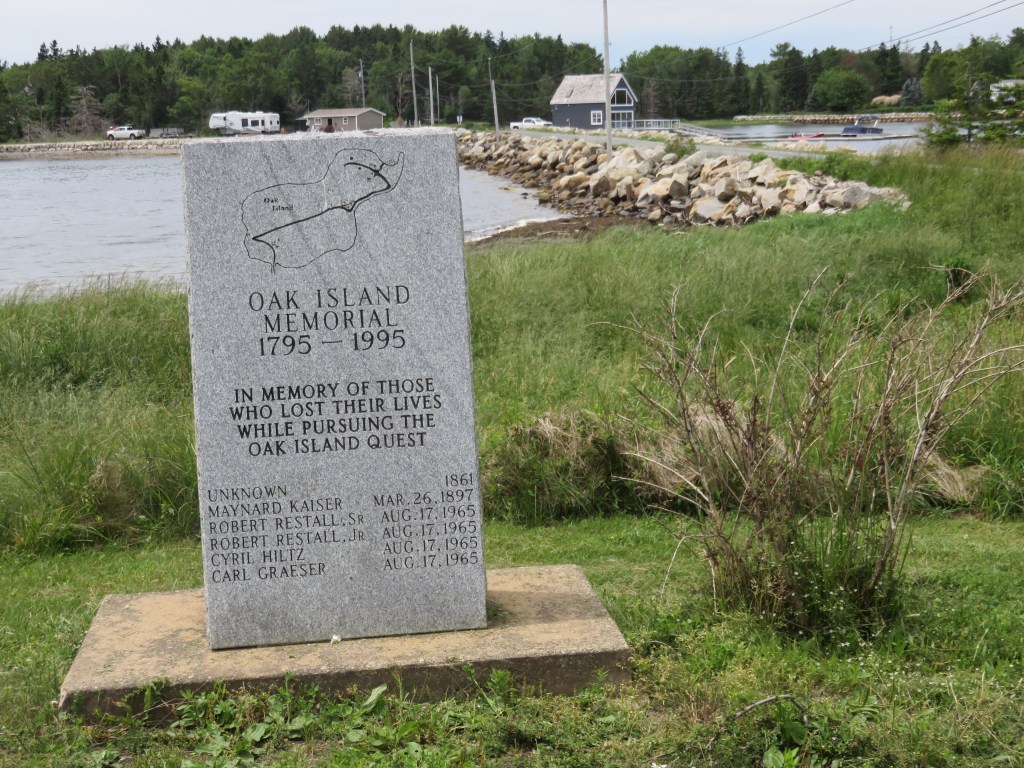 Oak
Island
OAK ISLAND
MEMORIAL
1795 — 1995
IN MEMORY OF THOSE
WHO LOST THEIR LIVES
WHILE PURSUING THE
OAK ISLAND QUEST
UNKNOWN 1861
MAYNARD KAISER MAR. 26, 1897
ROBERT RESTALL, SR AUG. 17, 1965
ROBERT RESTALL, JR AUG. 17, 1965
CYRIL HILTZ AUG. 17, 1965
CARL GRAESER AUG. 17, 1965